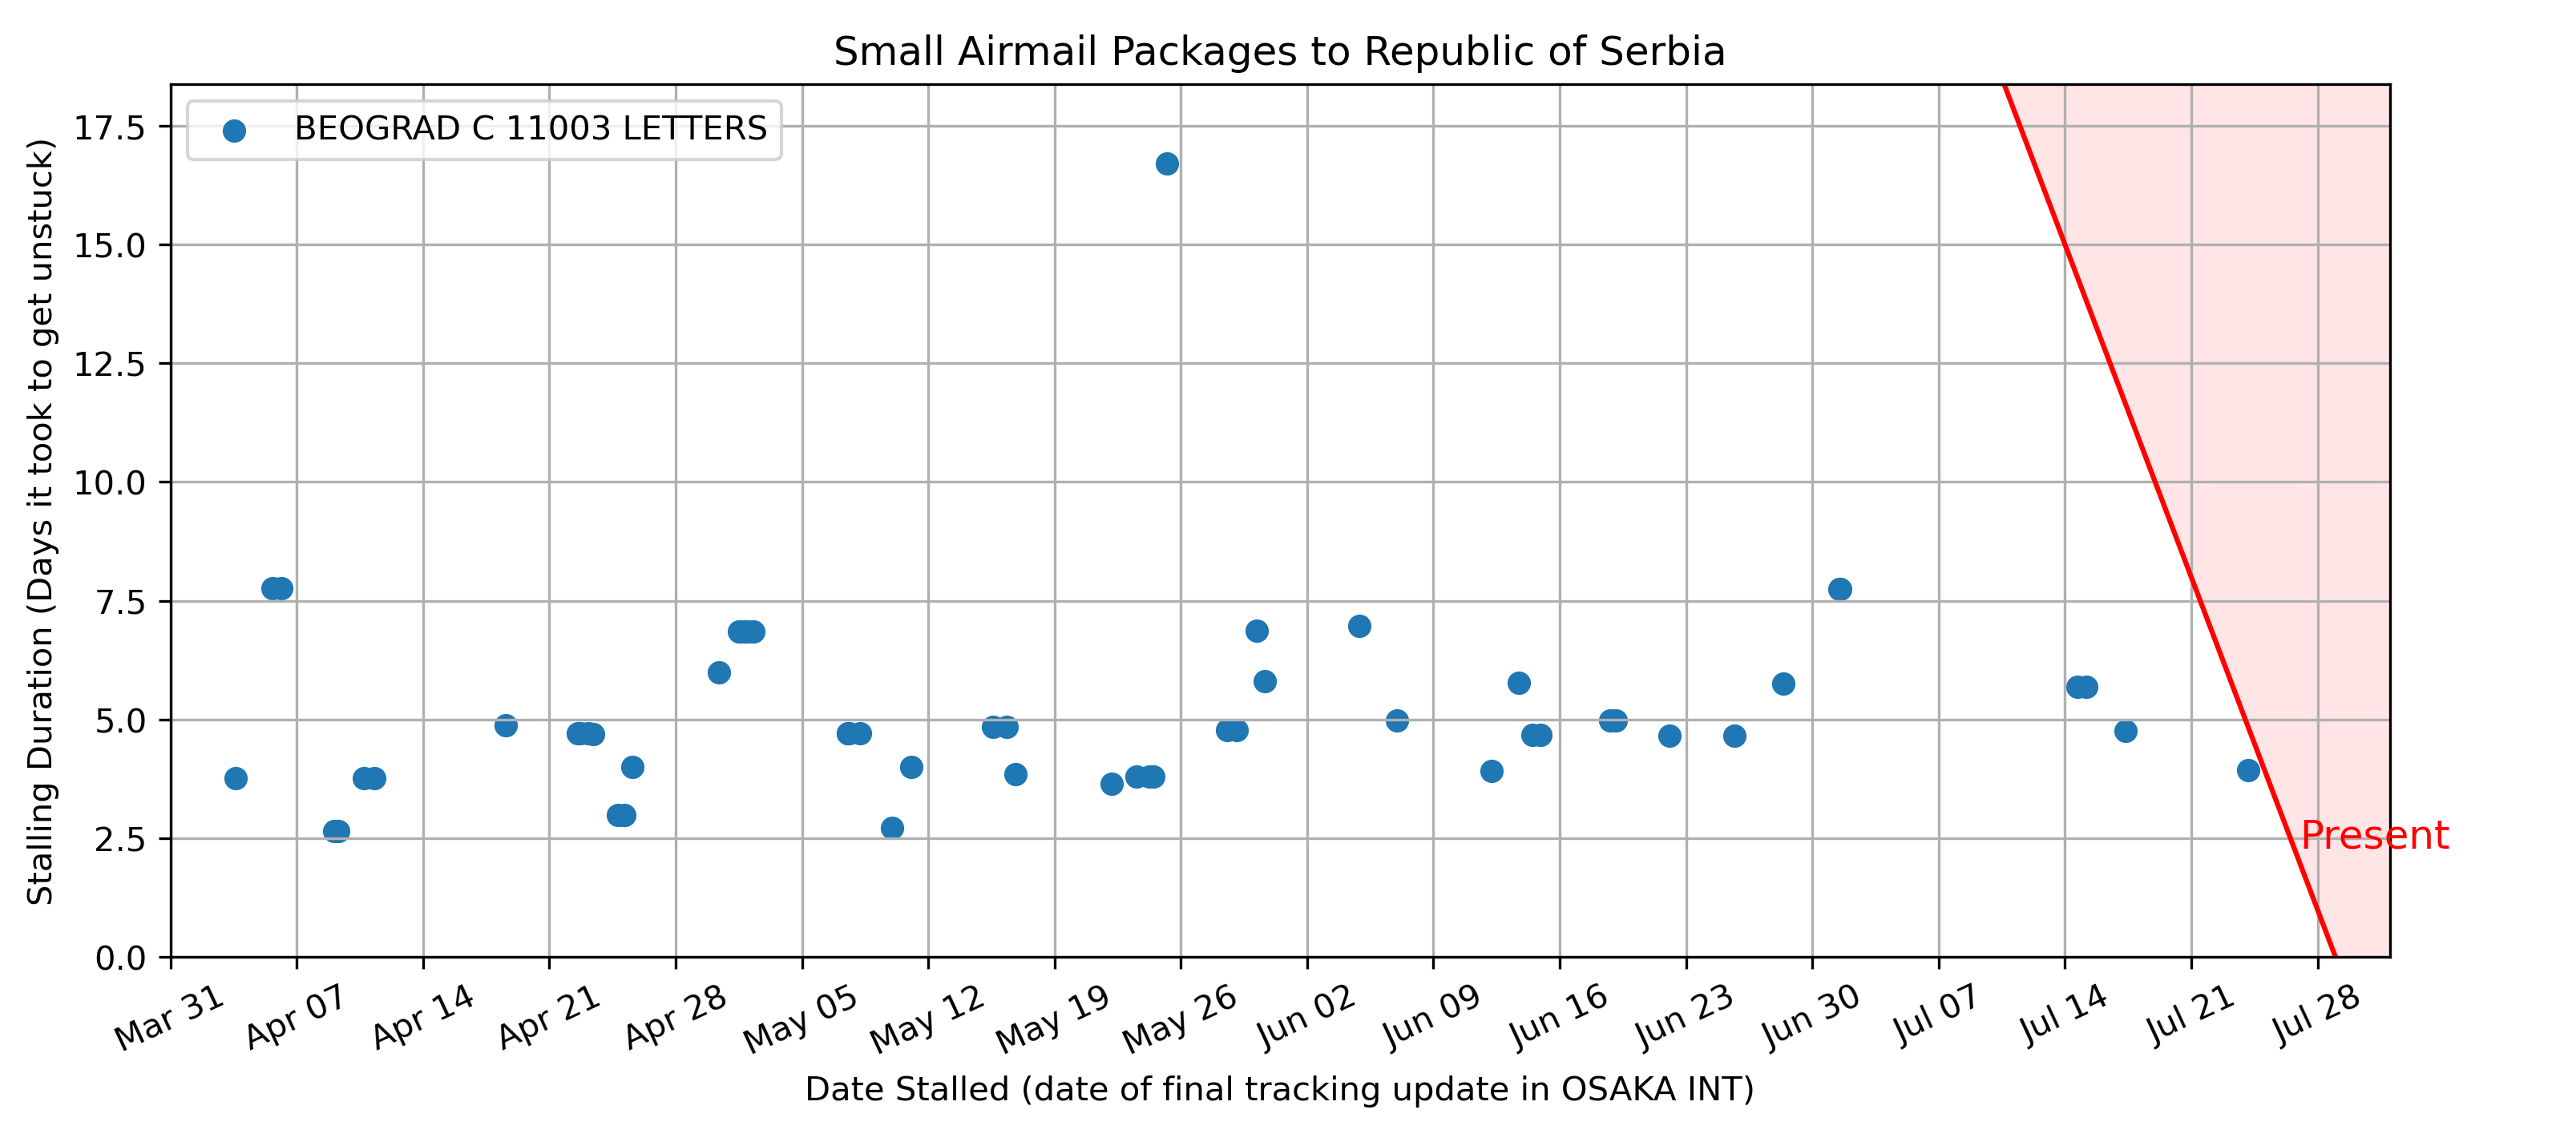 Small Airmail Packages to Republic of Serbia
BEOGRAD C 11003 LETTERS
Stalling Duration (Days it took to get unstuck)
17.5
15.0
12.5
10.0
7.5
5.0
2.5
0.0
Present
Mar 31
Apr 07
Apr 14
Apr 21
Apr 28
May 05
May 12
May 19
May 26
Jun 02
Jun 09
Jun 16
Jun 23
Jun 30
Jul 07
Jul 14
Jul 21
Jul 28
Date Stalled (date of final tracking update in OSAKA INT)